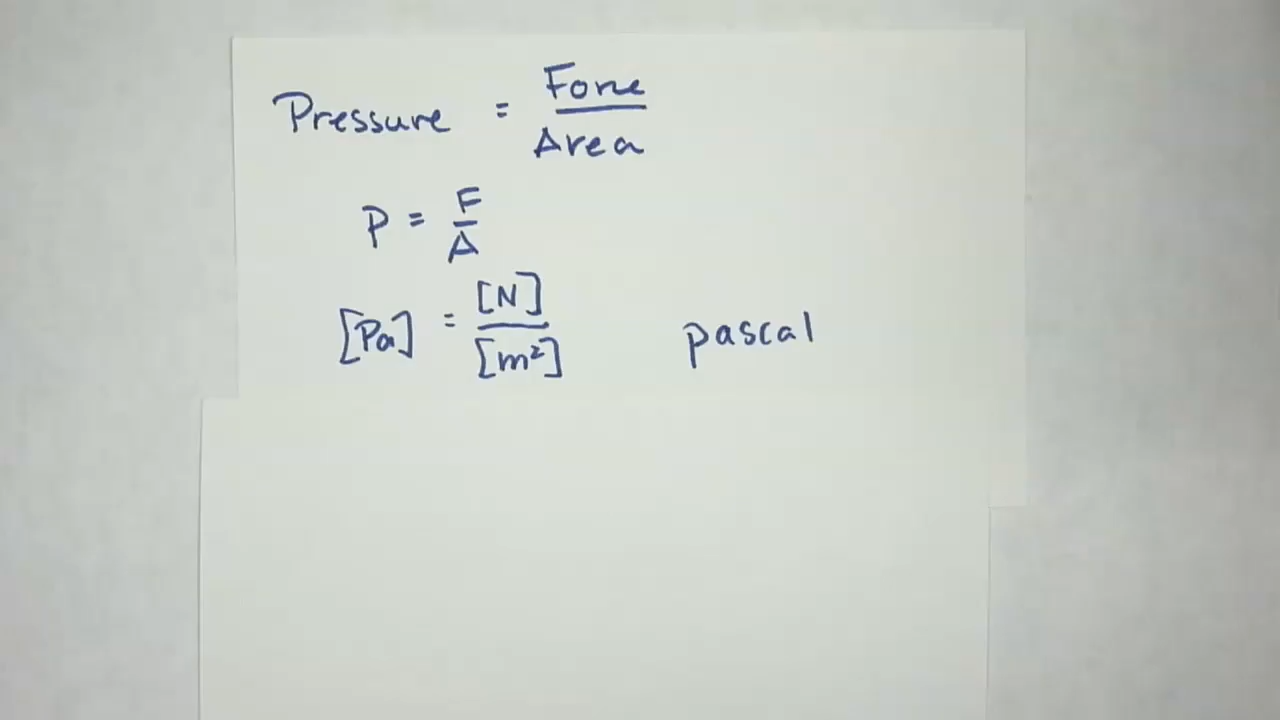 Pressure = Force / Area
P = F / A
[Pa] = [N] / [m²] pascal